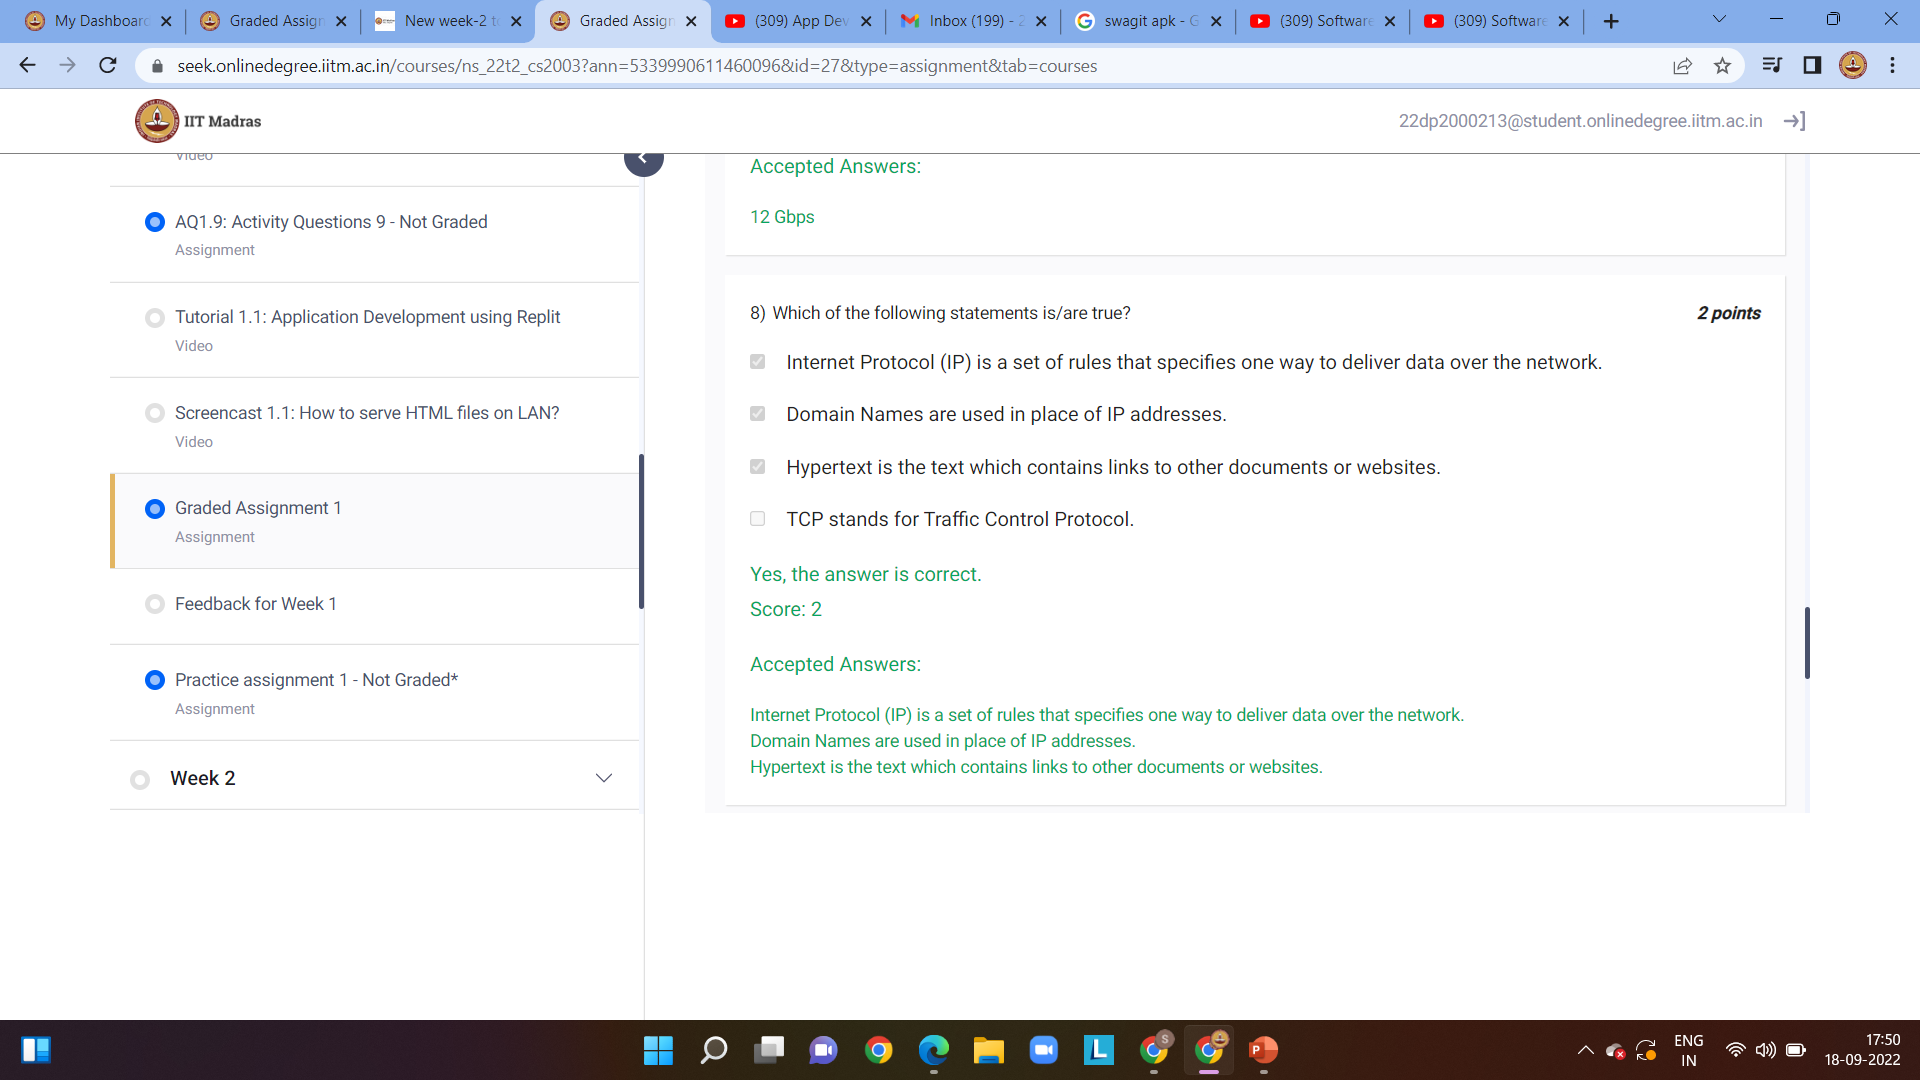 My Dashboard
Graded Assign
New week-2 to
Graded Assign
(309) App Dev
Inbox (199) - 2
swagit apk - G
(309) Software
(309) Software
seek.onlinedegree.iitm.ac.in/courses/ns_22t2_cs2003?ann=5339990611460096&id=27&type=assignment&tab=courses
IIT Madras
22dp2000213@student.onlinedegree.iitm.ac.in
Video
AQ1.9: Activity Questions 9 - Not Graded
Assignment
Tutorial 1.1: Application Development using Replit
Video
Screencast 1.1: How to serve HTML files on LAN?
Video
Graded Assignment 1
Assignment
Feedback for Week 1
Practice assignment 1 - Not Graded*
Assignment
Week 2
Accepted Answers:
12 Gbps
8) Which of the following statements is/are true?
2 points
Internet Protocol (IP) is a set of rules that specifies one way to deliver data over the network.
Domain Names are used in place of IP addresses.
Hypertext is the text which contains links to other documents or websites.
TCP stands for Traffic Control Protocol.
Yes, the answer is correct.
Score: 2
Accepted Answers:
Internet Protocol (IP) is a set of rules that specifies one way to deliver data over the network.
Domain Names are used in place of IP addresses.
Hypertext is the text which contains links to other documents or websites.
ENG
IN
17:50
18-09-2022